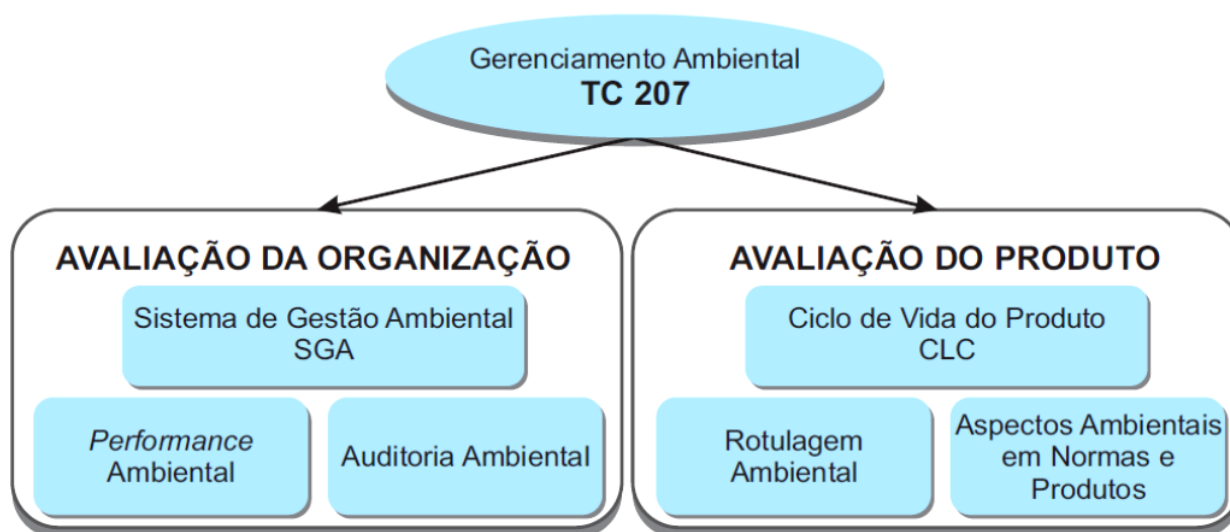 Gerenciamento Ambiental
TC 207
AVALIAÇÃO DA ORGANIZAÇÃO
Sistema de Gestão Ambiental
SGA
Performance
Ambiental
Auditoria Ambiental
AVALIAÇÃO DO PRODUTO
Ciclo de Vida do Produto
CLC
Rotulagem
Ambiental
Aspectos Ambientais
em Normas e
Produtos